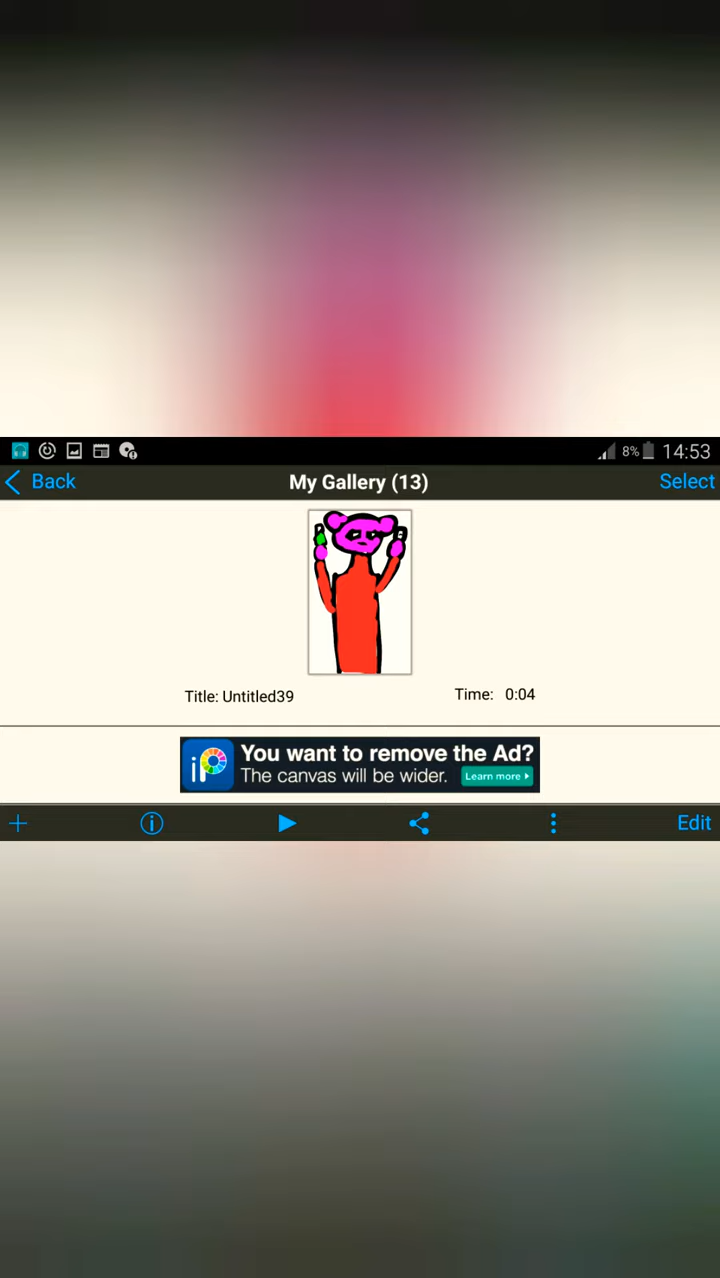 8% 14:53
Back My Gallery (13) Select
Title: Untitled39 Time: 0:04
iP You want to remove the Ad?
The canvas will be wider. Learn more
Edit